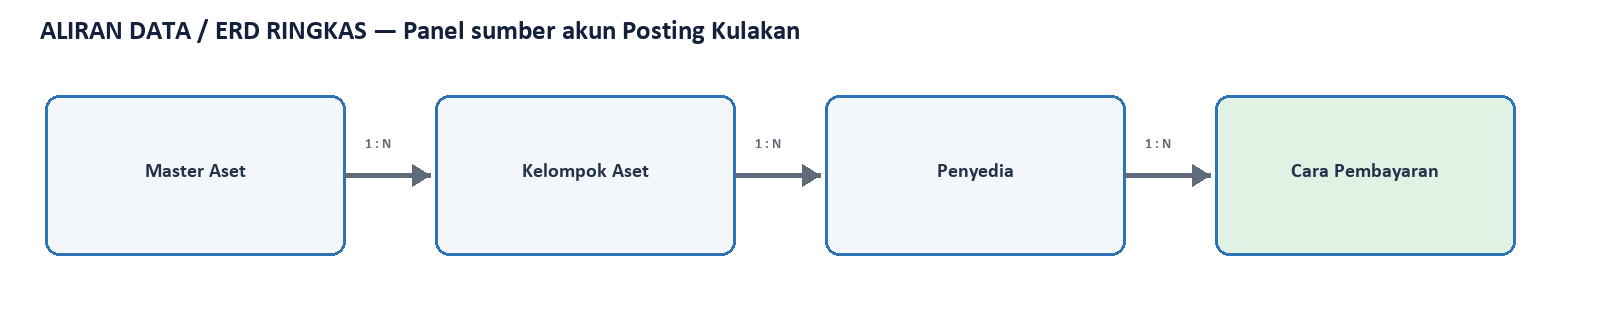 ALIRAN DATA / ERD RINGKAS — Panel sumber akun Posting Kulakan
1 : N
1 : N
1 : N
Master Aset
Kelompok Aset
Penyedia
Cara Pembayaran